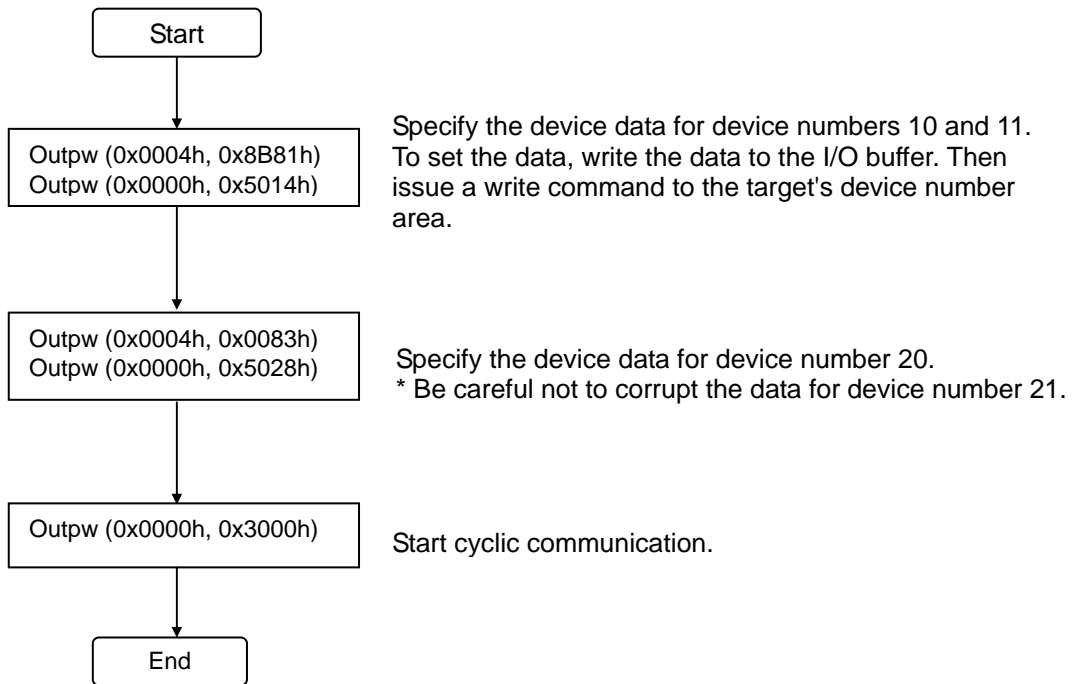 Start
Outpw (0x0004h, 0x8B81h)
Outpw (0x0000h, 0x5014h)
Specify the device data for device numbers 10 and 11.
To set the data, write the data to the I/O buffer. Then
issue a write command to the target's device number
area.
Outpw (0x0004h, 0x0083h)
Outpw (0x0000h, 0x5028h)
Specify the device data for device number 20.
* Be careful not to corrupt the data for device number 21.
Outpw (0x0000h, 0x3000h)
Start cyclic communication.
End